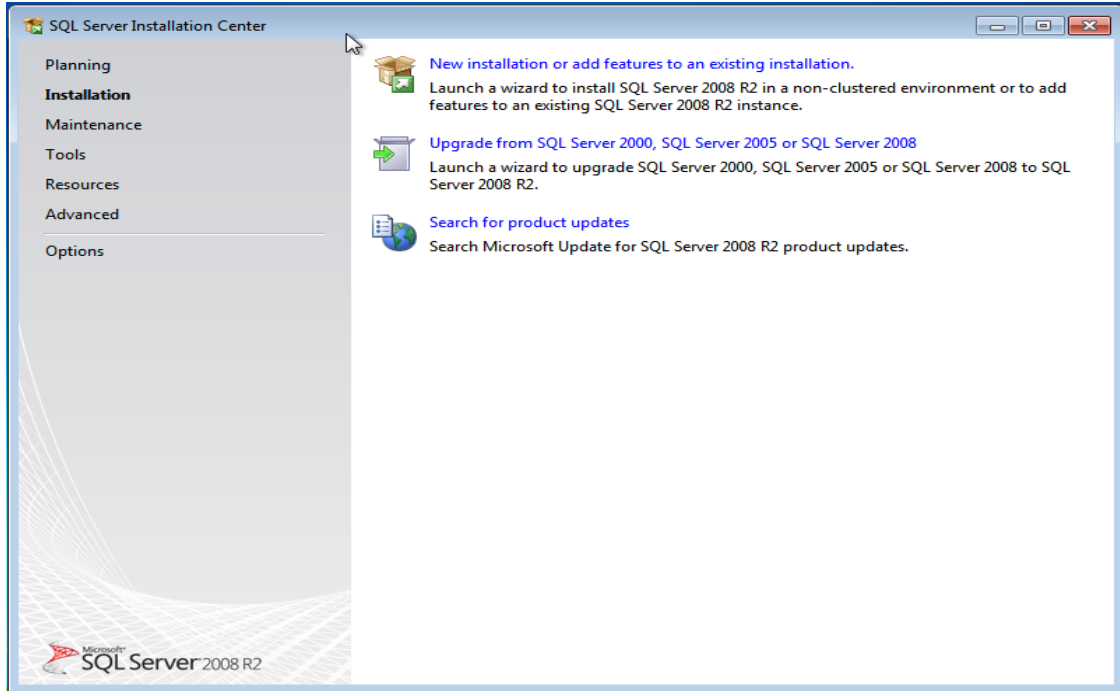 SQL Server Installation Center
Planning
Installation
Maintenance
Tools
Resources
Advanced
Options
New installation or add features to an existing installation.
Launch a wizard to install SQL Server 2008 R2 in a non-clustered environment or to add
features to an existing SQL Server 2008 R2 instance.
Upgrade from SQL Server 2000, SQL Server 2005 or SQL Server 2008
Launch a wizard to upgrade SQL Server 2000, SQL Server 2005 or SQL Server 2008 to SQL
Server 2008 R2.
Search for product updates
Search Microsoft Update for SQL Server 2008 R2 product updates.
Microsoft
SQL Server 2008 R2